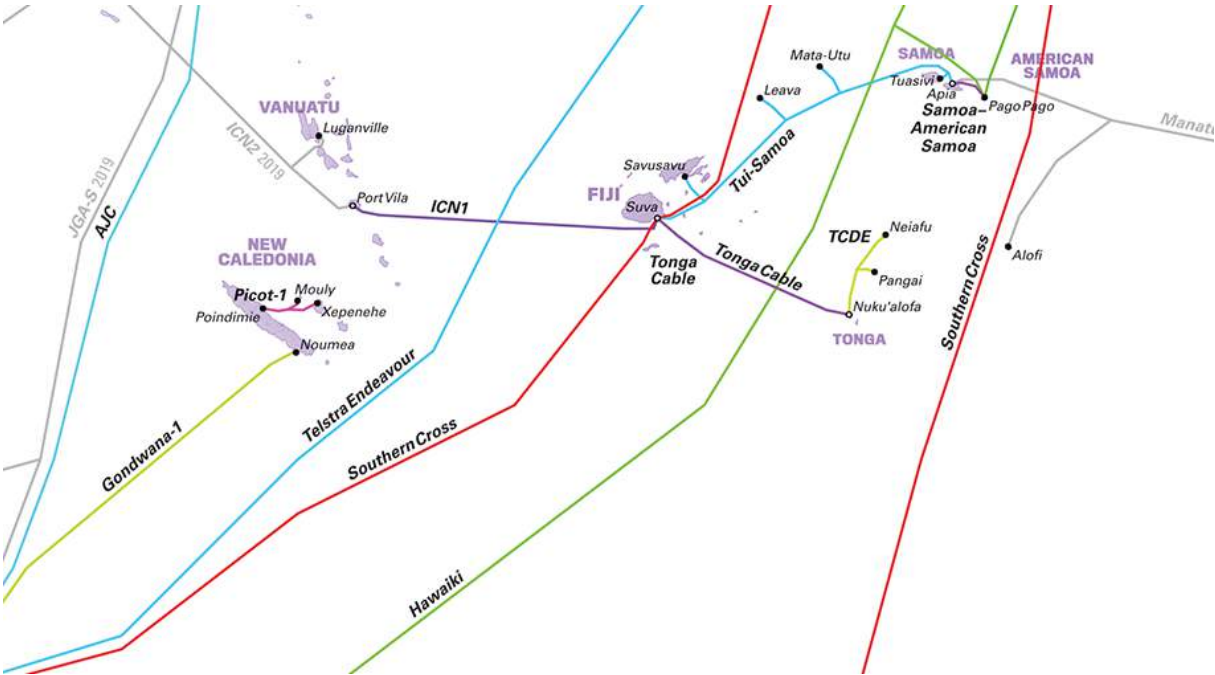 Mata-Utu
SAMOA
AMERICAN
SAMOA
Tuasivi
Leava
Apia
Pago Pago
Samoa–
American
Samoa
VANUATU
Luganville
ICN2 2019
Manatu
JGA-S 2019
AJC
Savusavu
Tui-Samoa
FIJI
Suva
Port Vila
ICN1
NEW
CALEDONIA
TCDE
Neiafu
Alofi
Tonga
Cable
Tonga Cable
Pangai
Picot-1
Mouly
Poindimie
Xepenehe
Nuku'alofa
TONGA
Southern Cross
Noumea
Telstra Endeavour
Gondwana-1
Southern Cross
Hawaiki